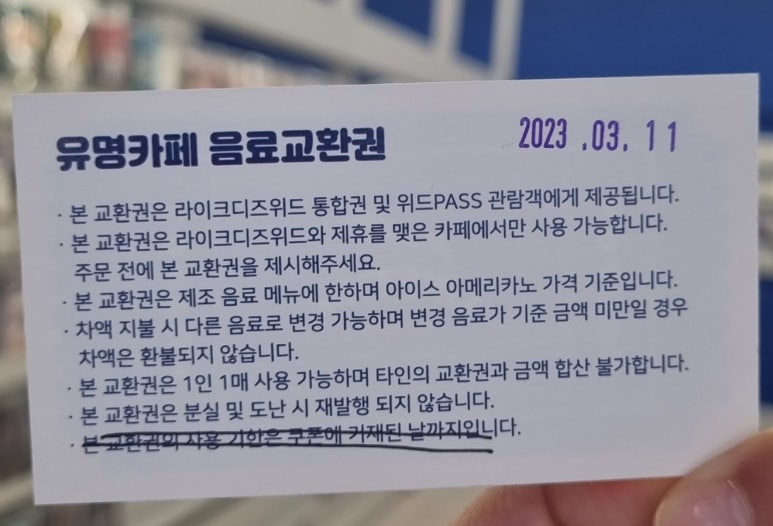 유명카페 음료교환권
2023 .03. 11
· 본 교환권은 라이크디즈위드 통합권 및 위드PASS 관람객에게 제공됩니다.
· 본 교환권은 라이크디즈위드와 제휴를 맺은 카페에서만 사용 가능합니다.
주문 전에 본 교환권을 제시해주세요.
· 본 교환권은 제조 음료 메뉴에 한하며 아이스 아메리카노 가격 기준입니다.
· 차액 지불 시 다른 음료로 변경 가능하며 변경 음료가 기준 금액 미만일 경우
차액은 환불되지 않습니다.
· 본 교환권은 1인 1매 사용 가능하며 타인의 교환권과 금액 합산 불가합니다.
· 본 교환권은 분실 및 도난 시 재발행 되지 않습니다.
· 본 교환권의 사용 기한은 쿠폰에 기재된 날까지입니다.